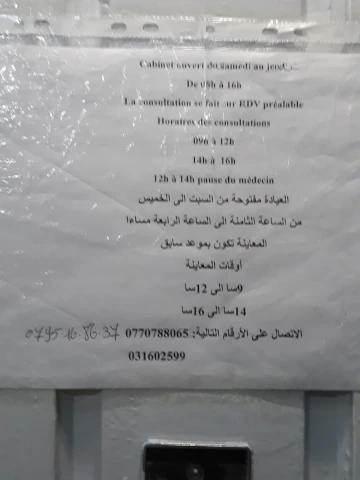 Cabinet ouvert du samedi au jeudi
De 08h à 16h
La consultation se fait sur RDV préalable
Horaires des consultations
09h à 12h
14h à 16h
12h à 14h pause du médecin
العيادة مفتوحة من السبت الى الخميس
من الساعة الثامنة الى الساعة الرابعة مساءا
المعاينة تكون بموعد سابق
أوقات المعاينة
9سا الى 12سا
14سا الى 16سا
الاتصال على الأرقام التالية: 0770788065 0795.16.86.37
031602599